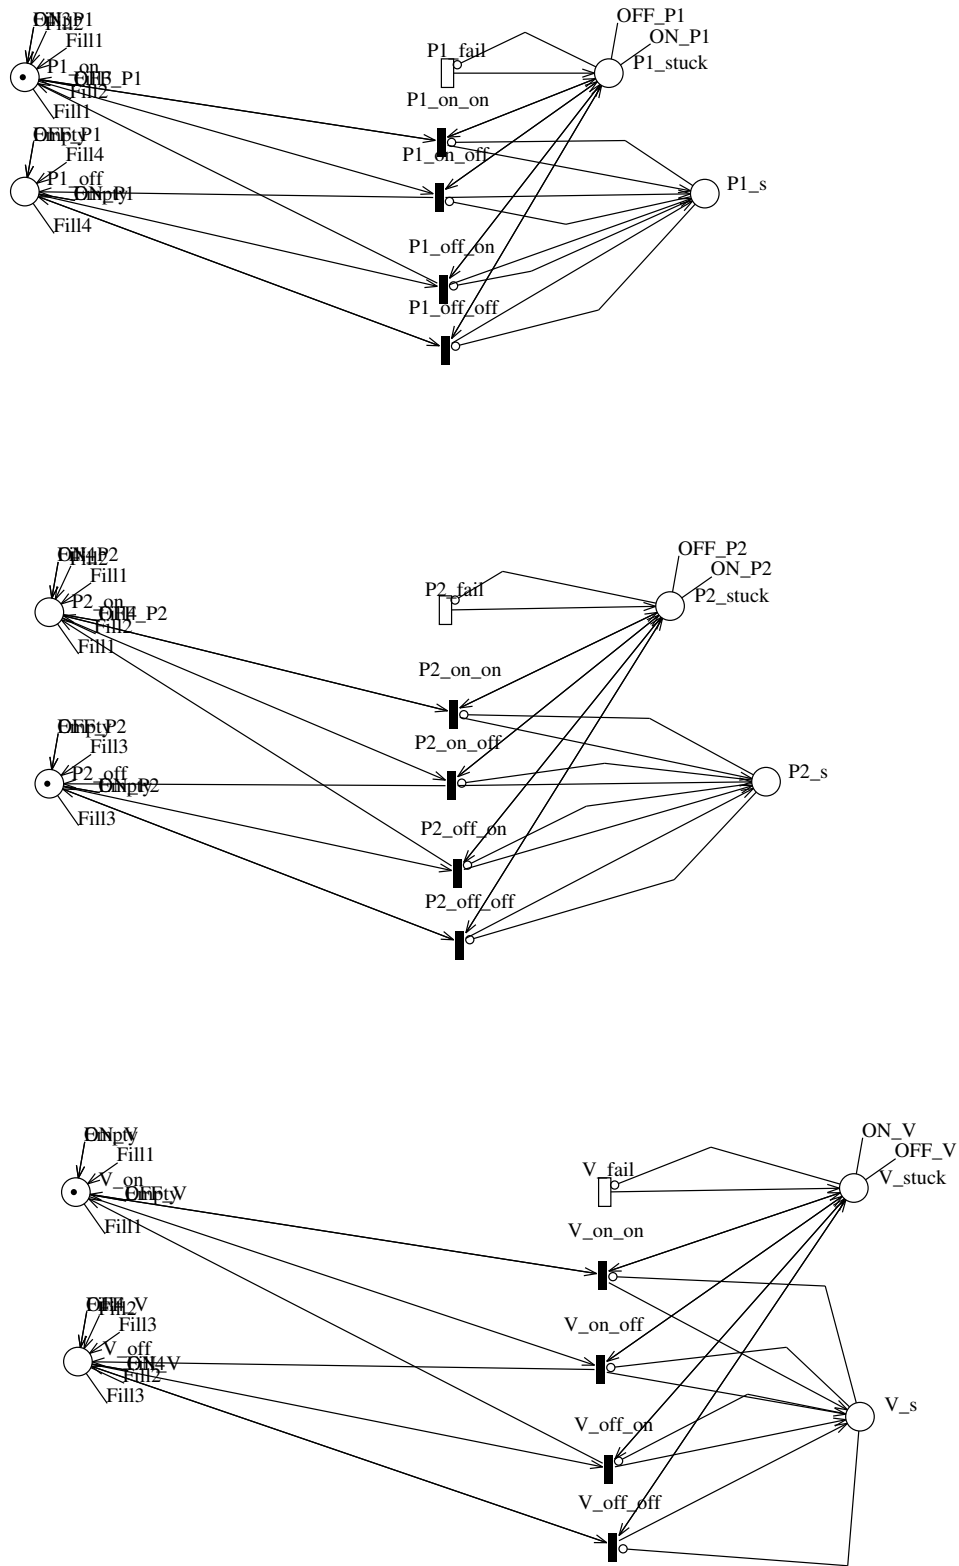 OFF_P1
ON_P1
Fill1
P1_fail
P1_stuck
P1_on
Fill2
P1_on_on
Fill1
P1_on_off
Fill4
P1_off
P1_s
Fill4
P1_off_on
P1_off_off
OFF_P2
ON_P2
Fill1
P2_fail
P2_stuck
P2_on
Fill2
Fill1
P2_on_on
Fill3
P2_on_off
P2_off
P2_s
Fill3
P2_off_on
P2_off_off
ON_V
OFF_V
Fill1
V_fail
V_stuck
V_on
Fill1
V_on_on
Fill3
V_on_off
V_off
Fill2
Fill3
V_s
V_off_on
V_off_off